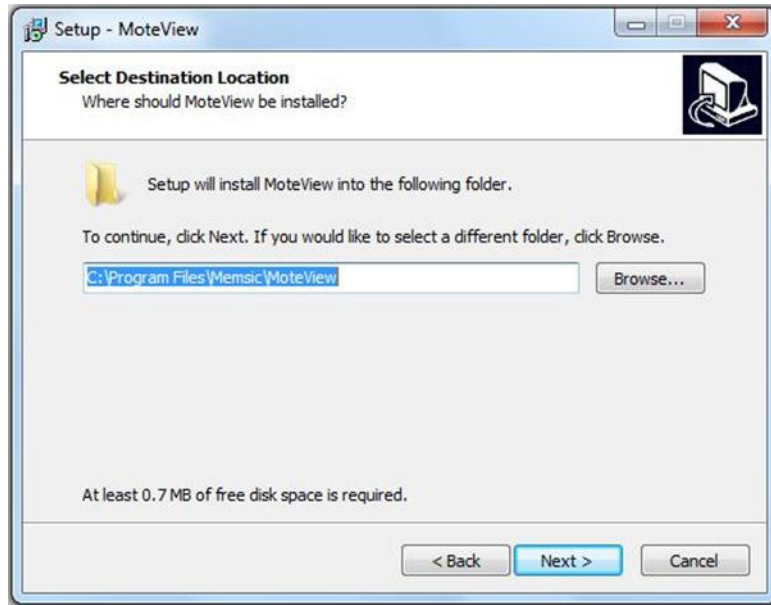 Setup - MoteView
Select Destination Location
Where should MoteView be installed?
Setup will install MoteView into the following folder.
To continue, click Next. If you would like to select a different folder, click Browse.
C:\Program Files\Memsic\MoteView
Browse...
At least 0.7 MB of free disk space is required.
< Back
Next >
Cancel